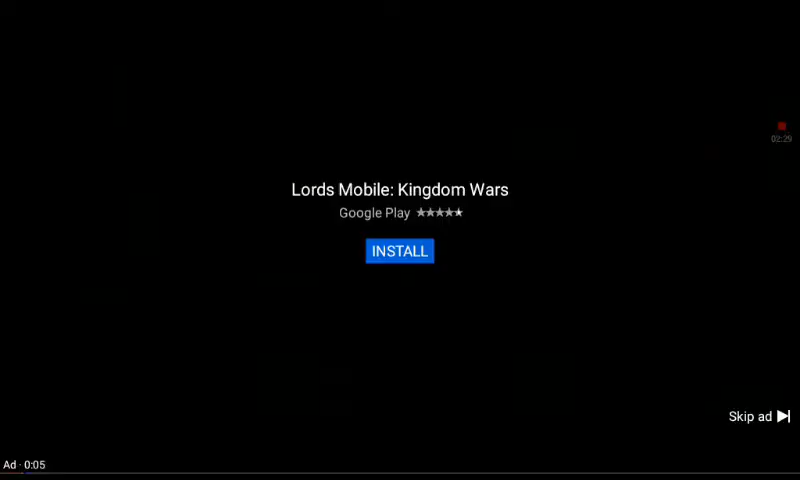 02:29
Lords Mobile: Kingdom Wars
Google Play
INSTALL
Skip ad
Ad · 0:05